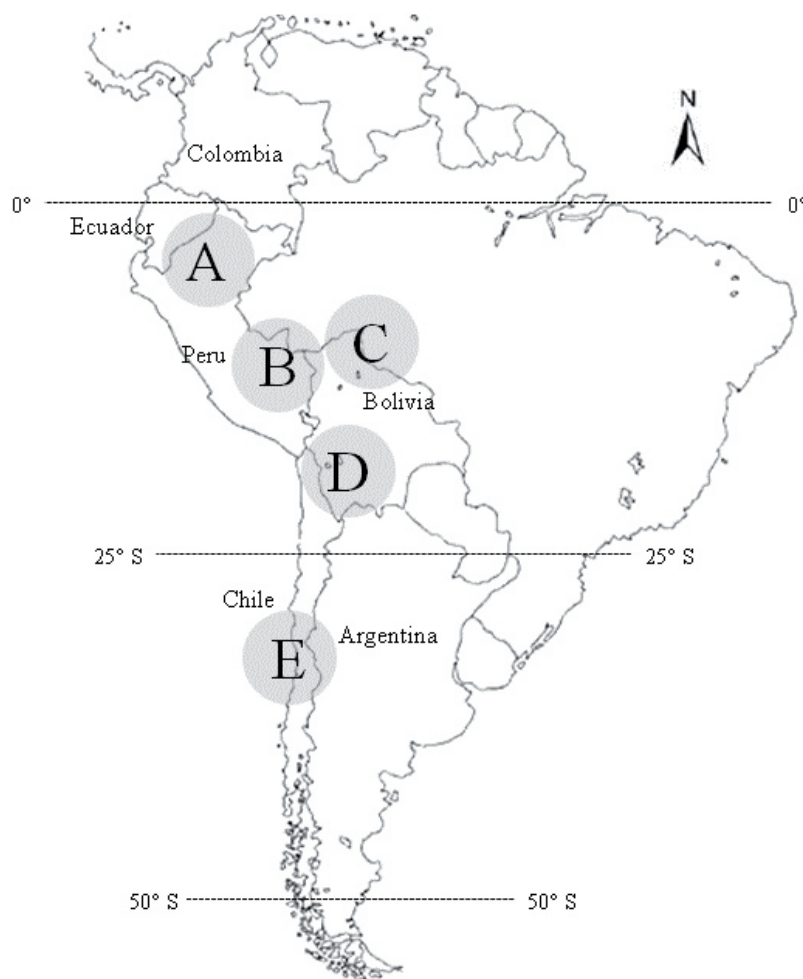 N
Colombia
0° 0°
Ecuador
A
C
B
Peru
Bolivia
D
25° S 25° S
Chile
Argentina
E
50° S 50° S